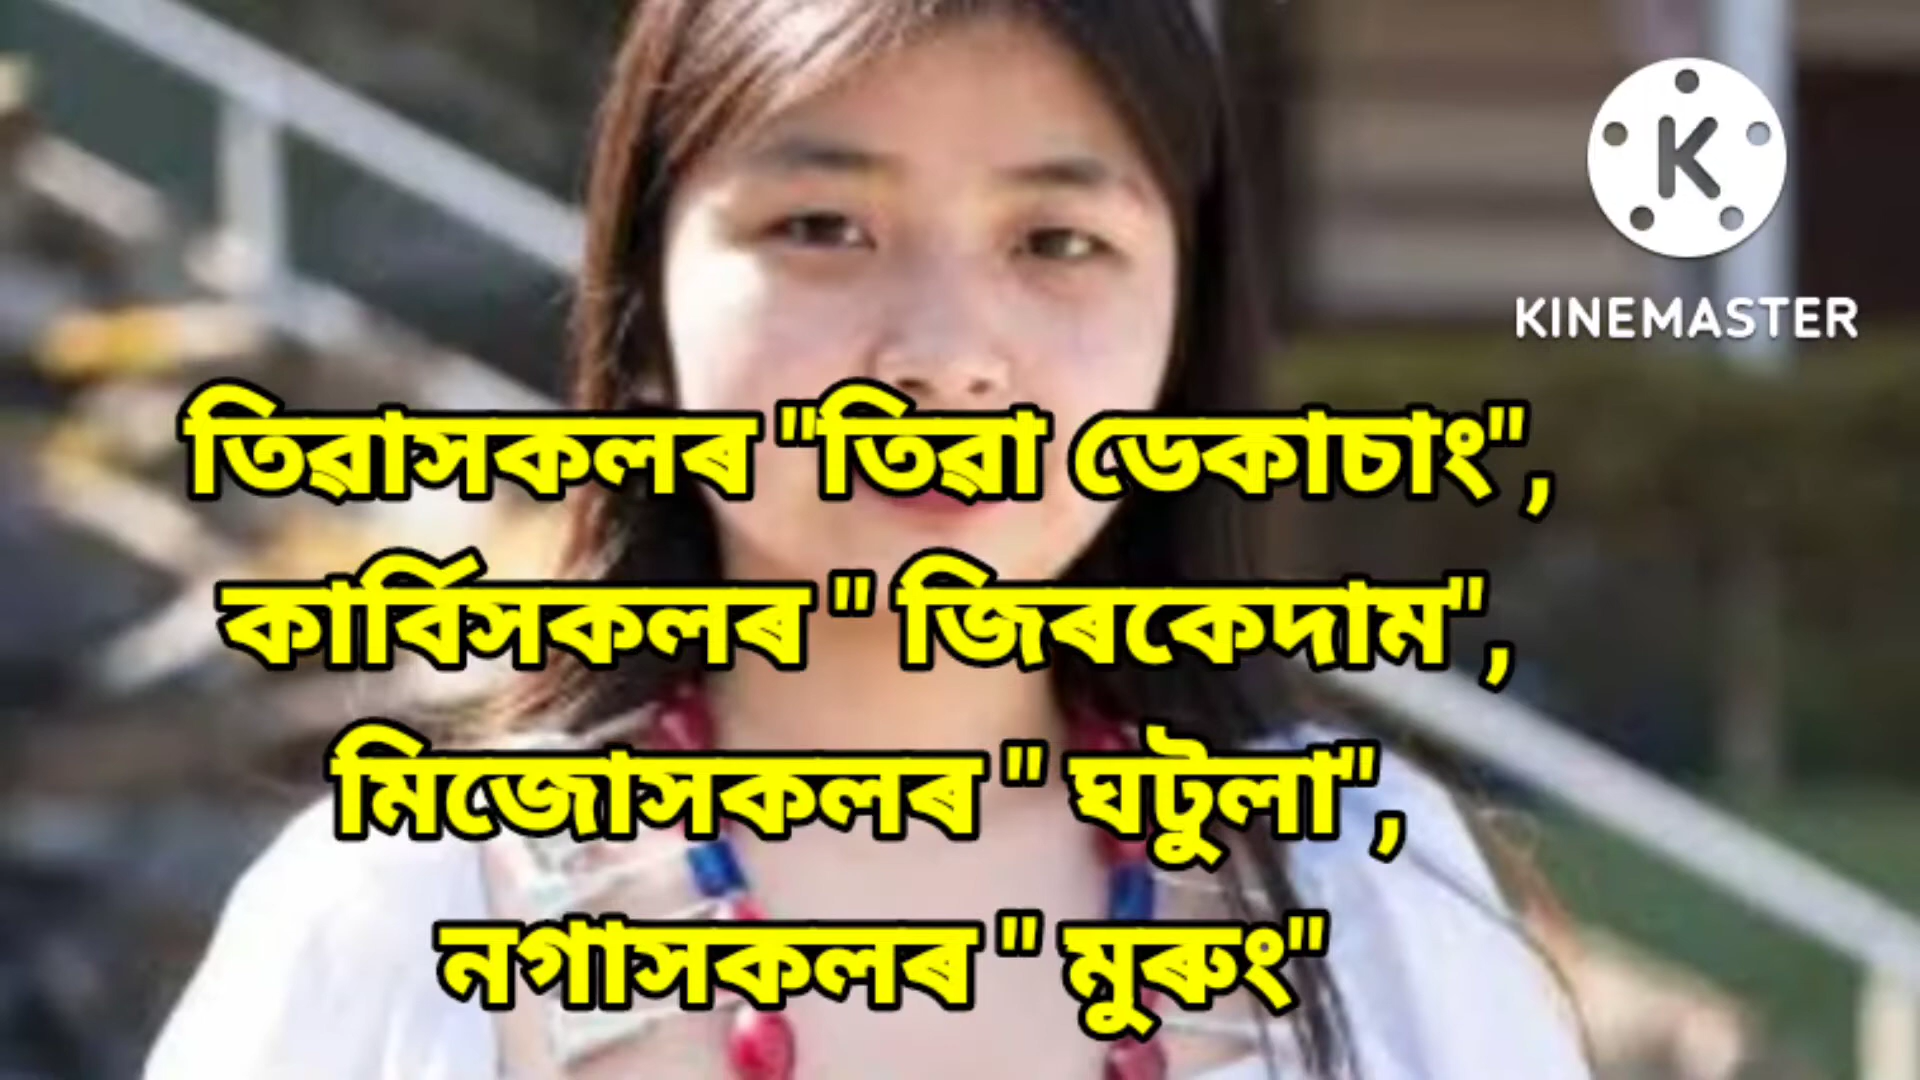 KINEMASTER
তিৱাসকলৰ "তিৱা ডেকাচাং",
কাৰ্বিসকলৰ " জিৰকেদাম",
মিজোসকলৰ " ঘটুলা",
নগাসকলৰ " মুৰুং"